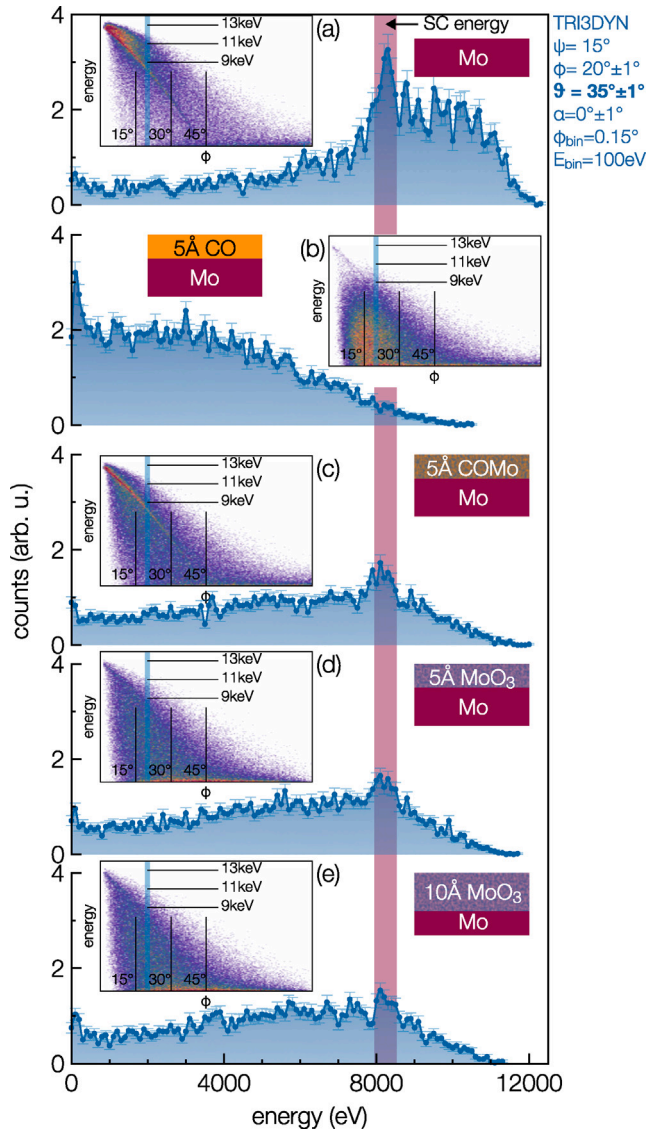 13keV
11keV
9keV
energy
15° 30° 45°
ϕ
(a)
SC energy
Mo
TRI3DYN
ψ= 15°
ϕ= 20°±1°
ϑ = 35°±1°
α=0°±1°
ϕbin=0.15°
Ebin=100eV
4
2
0
5Å CO
Mo
(b)
13keV
11keV
9keV
energy
15° 30° 45°
ϕ
4
2
0
13keV
11keV
9keV
energy
15° 30° 45°
ϕ
(c)
5Å COMo
Mo
4
2
0
counts (arb. u.)
13keV
11keV
9keV
energy
15° 30° 45°
ϕ
(d)
5Å MoO₃
Mo
4
2
0
13keV
11keV
9keV
energy
15° 30° 45°
ϕ
(e)
10Å MoO₃
Mo
4
2
0
0 4000 8000 12000
energy (eV)